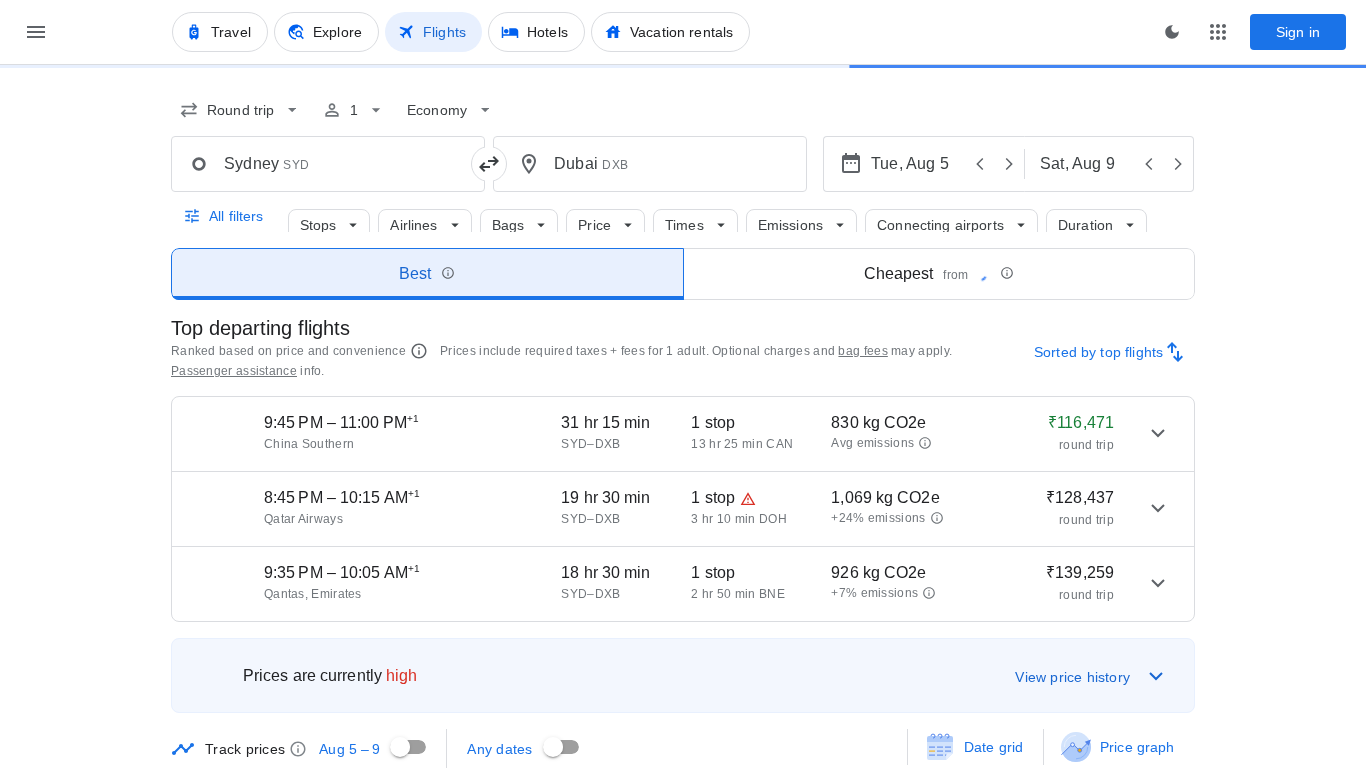 Travel Explore Flights Hotels Vacation rentals Sign in
Round trip 1 Economy
Sydney SYD Dubai DXB Tue, Aug 5 Sat, Aug 9
All filters Stops Airlines Bags Price Times Emissions Connecting airports Duration
Best Cheapest from
Top departing flights
Ranked based on price and convenience Prices include required taxes + fees for 1 adult. Optional charges and bag fees may apply.
Passenger assistance info.
Sorted by top flights
9:45 PM – 11:00 PM+1 31 hr 15 min 1 stop 830 kg CO2e ₹116,471
China Southern SYD–DXB 13 hr 25 min CAN Avg emissions round trip
8:45 PM – 10:15 AM+1 19 hr 30 min 1 stop 1,069 kg CO2e ₹128,437
Qatar Airways SYD–DXB 3 hr 10 min DOH +24% emissions round trip
9:35 PM – 10:05 AM+1 18 hr 30 min 1 stop 926 kg CO2e ₹139,259
Qantas, Emirates SYD–DXB 2 hr 50 min BNE +7% emissions round trip
Prices are currently high View price history
Track prices Aug 5 – 9 Any dates Date grid Price graph